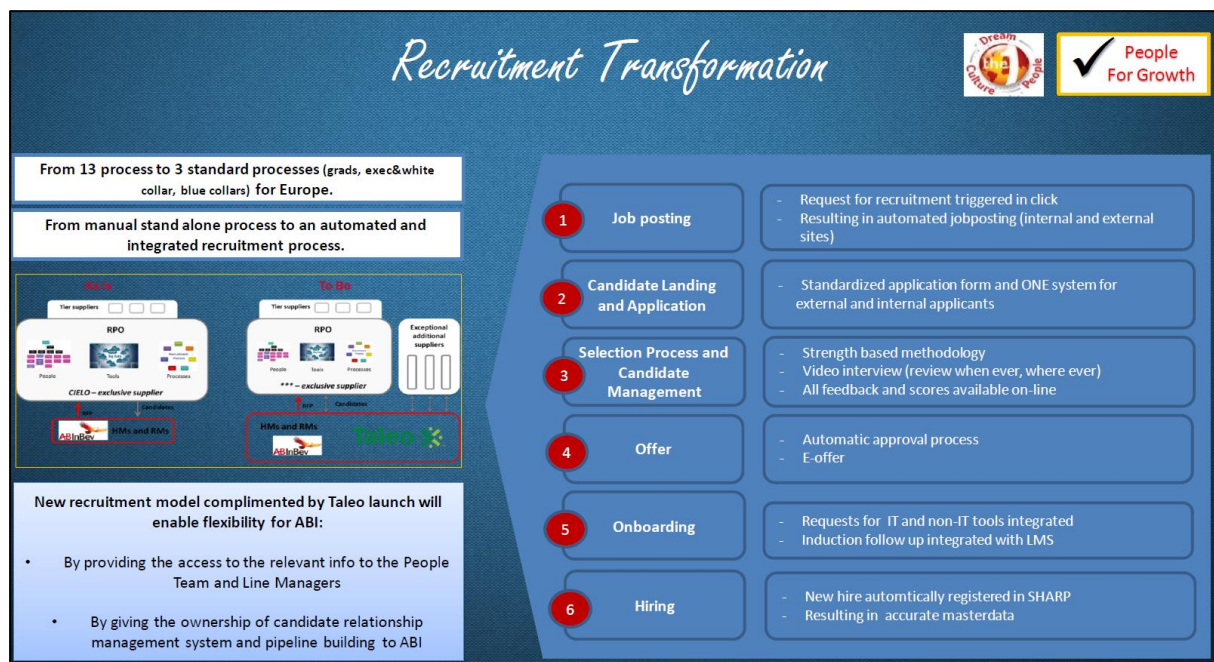 Recruitment Transformation
Dream
the
Culture
People
People
For Growth
From 13 process to 3 standard processes (grads, exec&white
collar, blue collars) for Europe.
From manual stand alone process to an automated and
integrated recruitment process.
As Is
Tier suppliers
RPO
People
Tools
Processes
CIELO – exclusive supplier
RFP
Candidates
ABInBev
HMs and RMs
To Be
Tier suppliers
RPO
People
Tools
Processes
*** – exclusive supplier
Exceptional
additional
suppliers
RFP
Candidates
HMs and RMs
ABInBev
Taleo
New recruitment model complimented by Taleo launch will
enable flexibility for ABI:
• By providing the access to the relevant info to the People
Team and Line Managers
• By giving the ownership of candidate relationship
management system and pipeline building to ABI
1
Job posting
- Request for recruitment triggered in click
- Resulting in automated jobposting (internal and external
sites)
2
Candidate Landing
and Application
- Standardized application form and ONE system for
external and internal applicants
3
Selection Process and
Candidate
Management
- Strength based methodology
- Video interview (review when ever, where ever)
- All feedback and scores available on-line
4
Offer
- Automatic approval process
- E-offer
5
Onboarding
- Requests for IT and non-IT tools integrated
- Induction follow up integrated with LMS
6
Hiring
- New hire automtically registered in SHARP
- Resulting in accurate masterdata